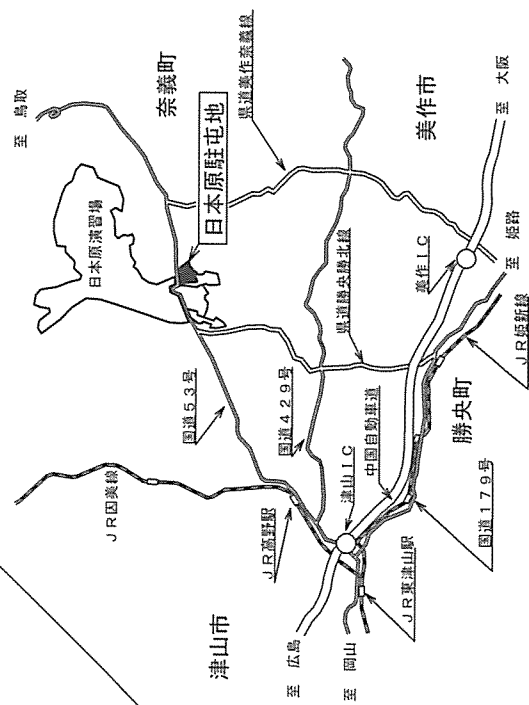 至 鳥取
奈義町
日本原演習場
日本原駐屯地
県道美作奈義線
美作市
至 大阪
国道53号
国道429号
県道勝央勝北線
美作IC
至 姫路
JR姫新線
JR因美線
JR高野駅
津山IC
中国自動車道
勝央町
国道179号
JR東津山駅
津山市
至 広島
至 岡山